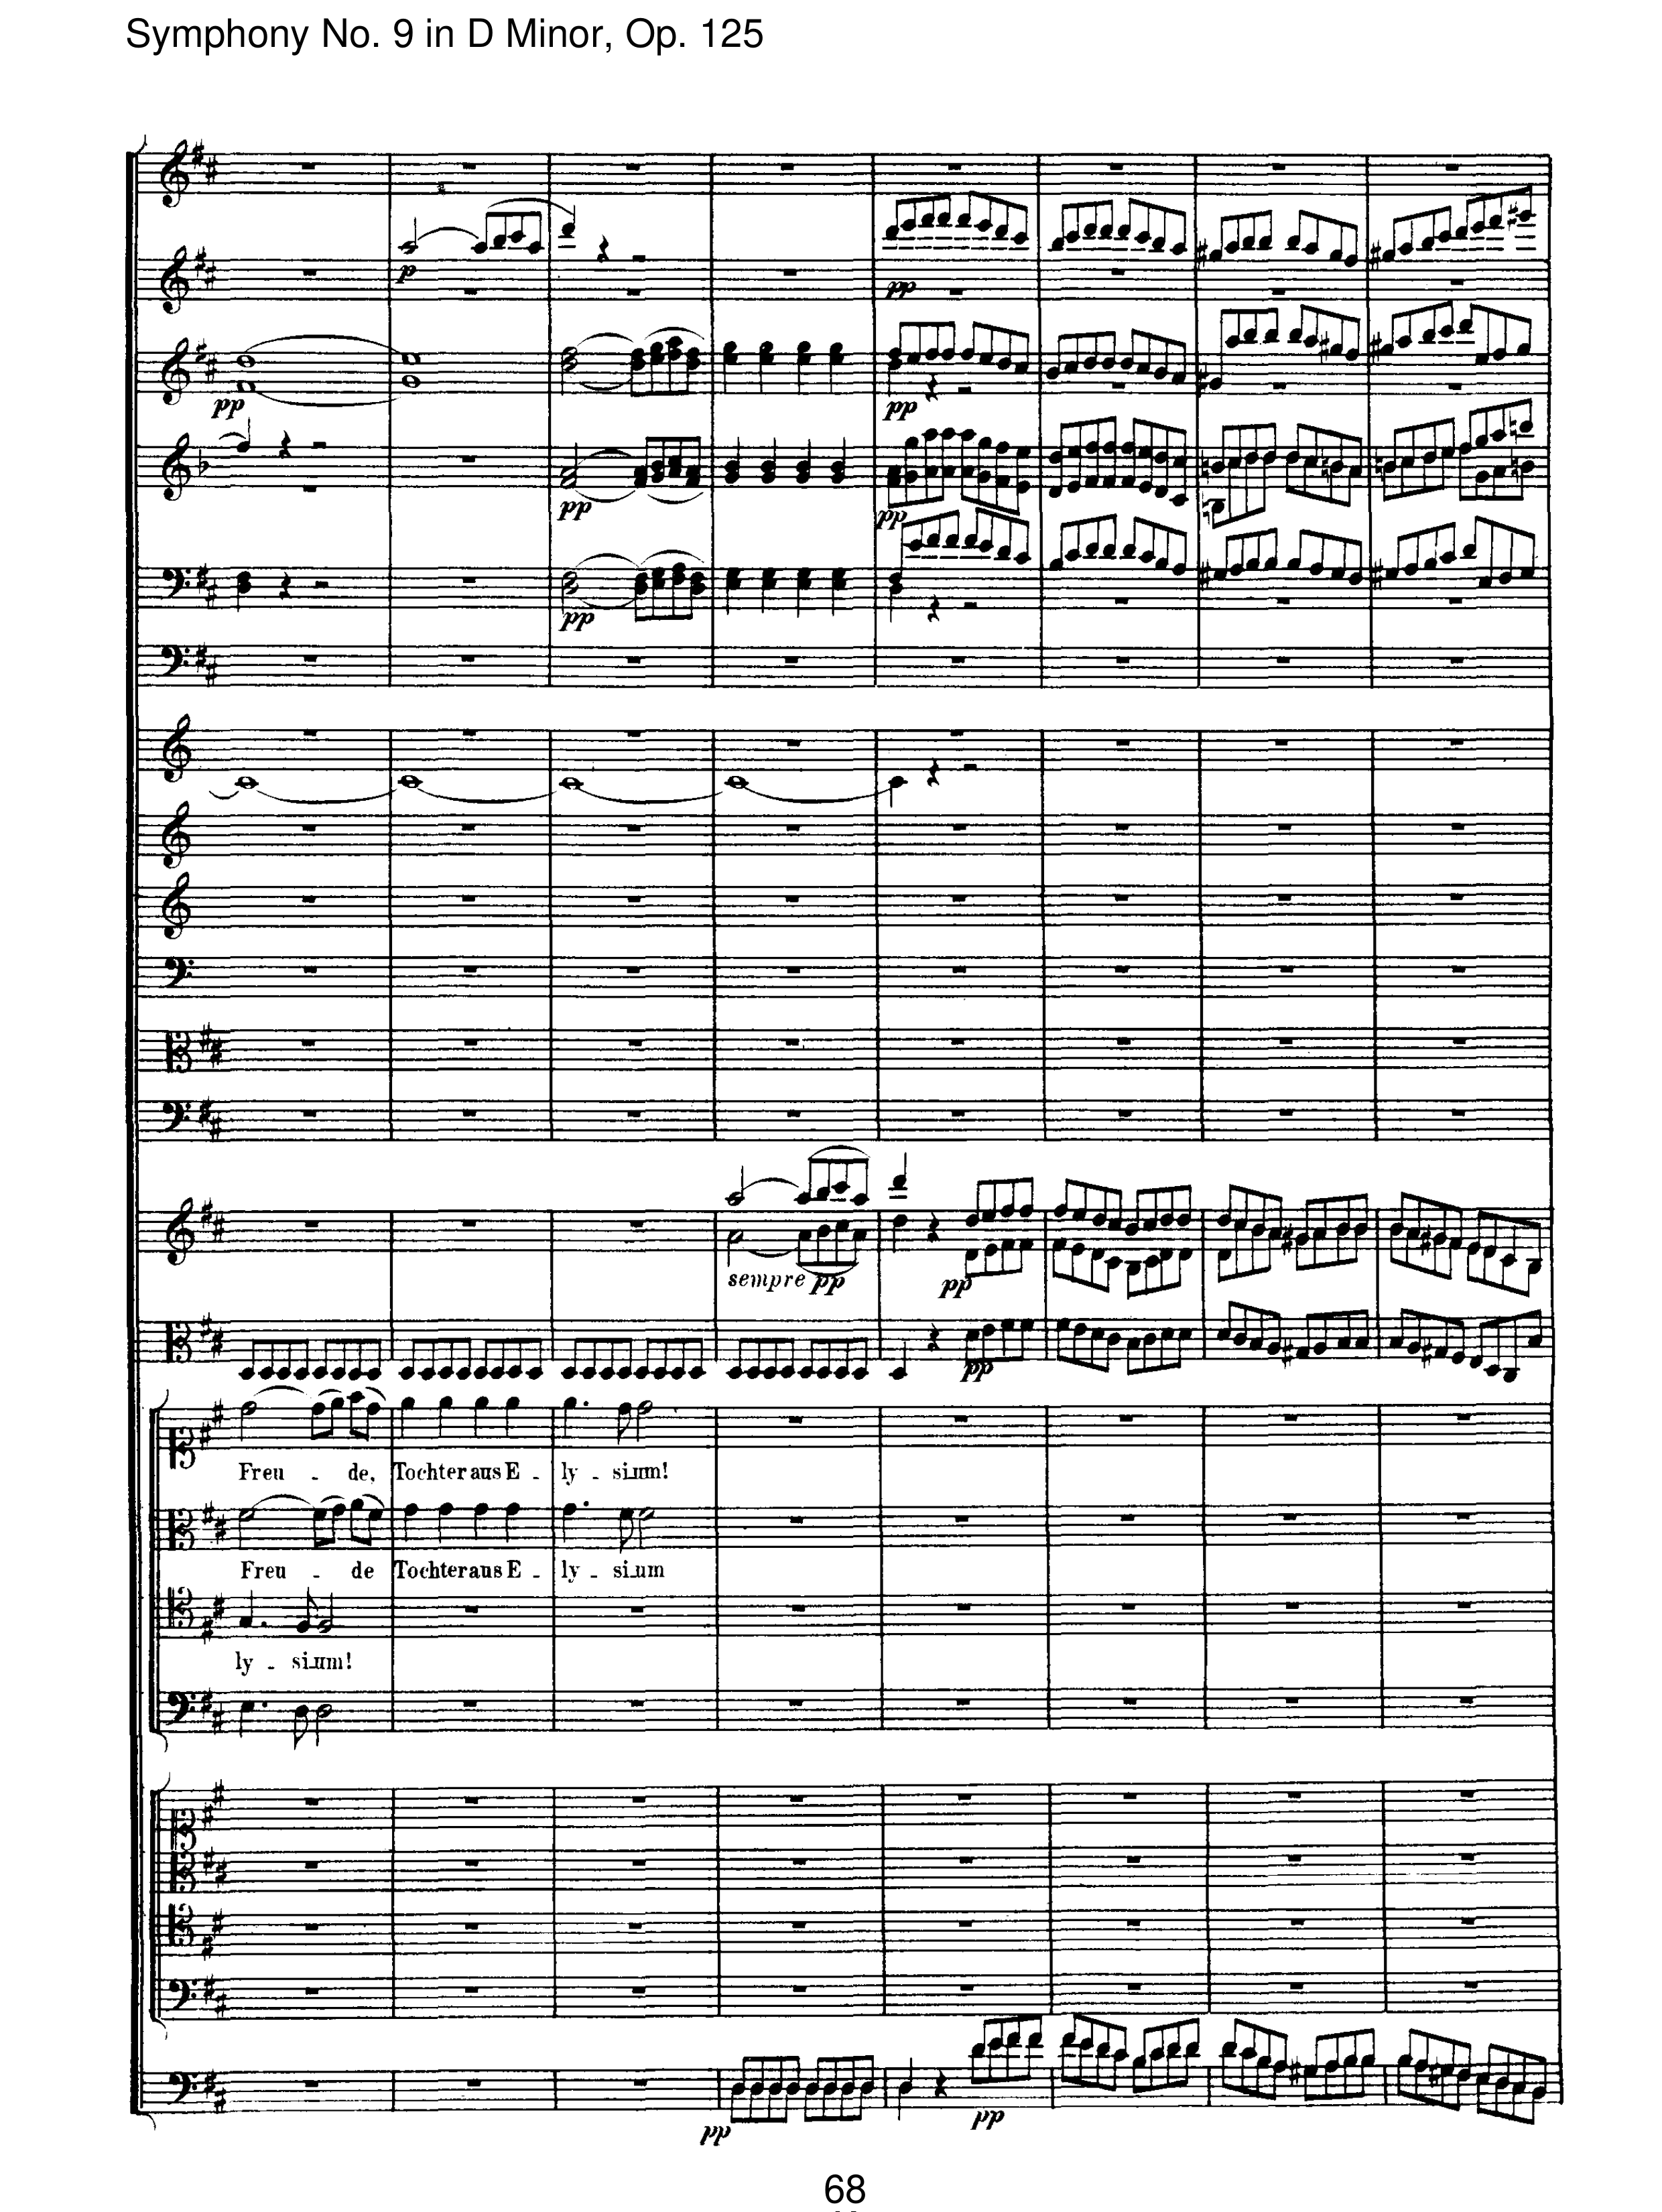 Symphony No. 9 in D Minor, Op. 125
p
pp
pp
pp
pp
pp
pp
sempre pp
pp
pp
Freu - de, Tochter aus E - ly - sium!
Freu - de Tochter aus E - ly - sium
ly - sium!
pp
pp
68